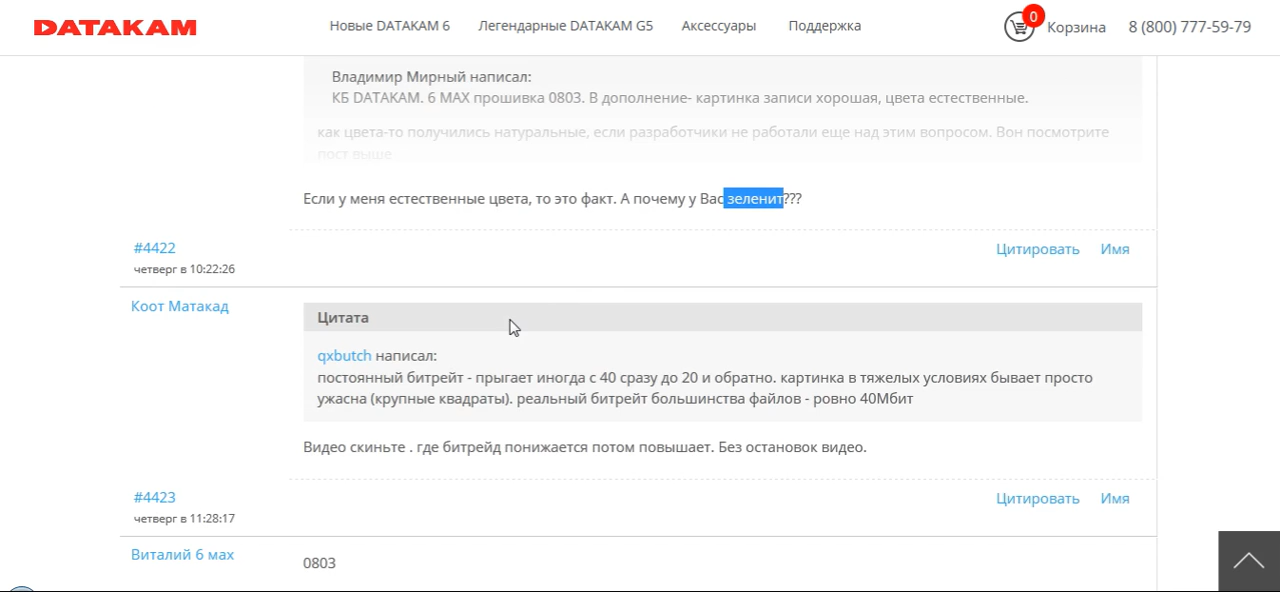 DATAKAM
Новые DATAKAM 6
Легендарные DATAKAM G5
Аксессуары
Поддержка
0
Корзина
8 (800) 777-59-79
Владимир Мирный написал:
КБ DATAKAM. 6 MAX прошивка 0803. В дополнение- картинка записи хорошая, цвета естественные.
как цвета-то получились натуральные, если разработчики не работали еще над этим вопросом. Вон посмотрите
пост выше
Если у меня естественные цвета, то это факт. А почему у Вас зеленит???
#4422
четверг в 10:22:26
Цитировать
Имя
Коот Матакад
Цитата
qxbutch написал:
постоянный битрейт - прыгает иногда с 40 сразу до 20 и обратно. картинка в тяжелых условиях бывает просто
ужасна (крупные квадраты). реальный битрейт большинства файлов - ровно 40Мбит
Видео скиньте . где битрейд понижается потом повышает. Без остановок видео.
#4423
четверг в 11:28:17
Цитировать
Имя
Виталий 6 мах
0803